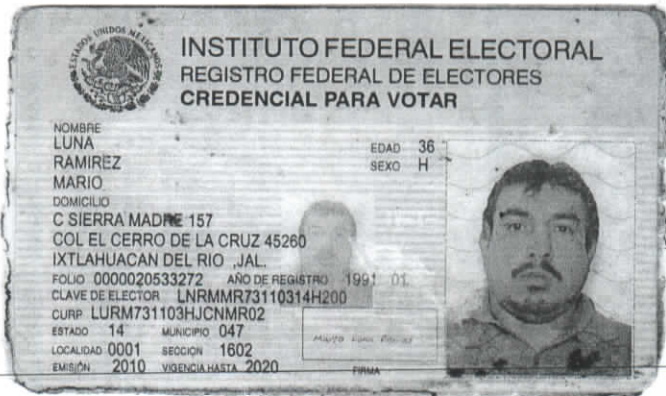 ESTADOS UNIDOS MEXICANOS
INSTITUTO FEDERAL ELECTORAL
REGISTRO FEDERAL DE ELECTORES
CREDENCIAL PARA VOTAR
NOMBRE
LUNA
RAMIREZ
MARIO
EDAD 36
SEXO H
DOMICILIO
C SIERRA MADRE 157
COL EL CERRO DE LA CRUZ 45260
IXTLAHUACAN DEL RIO ,JAL.
FOLIO 0000020533272 AÑO DE REGISTRO 1991 01
CLAVE DE ELECTOR LNRMMR73110314H200
CURP LURM731103HJCNMR02
ESTADO 14 MUNICIPIO 047
LOCALIDAD 0001 SECCION 1602
EMISIÓN 2010 VIGENCIA HASTA 2020
FIRMA